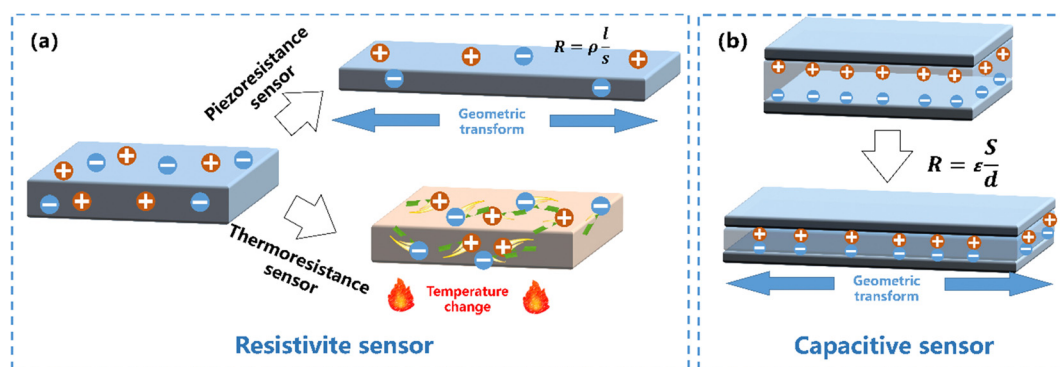 (a)
Piezoresistance
sensor
R = ρ l/s
Geometric
transform
Thermoresistance
sensor
Temperature
change
Resistivite sensor
(b)
R = ε S/d
Geometric
transform
Capacitive sensor